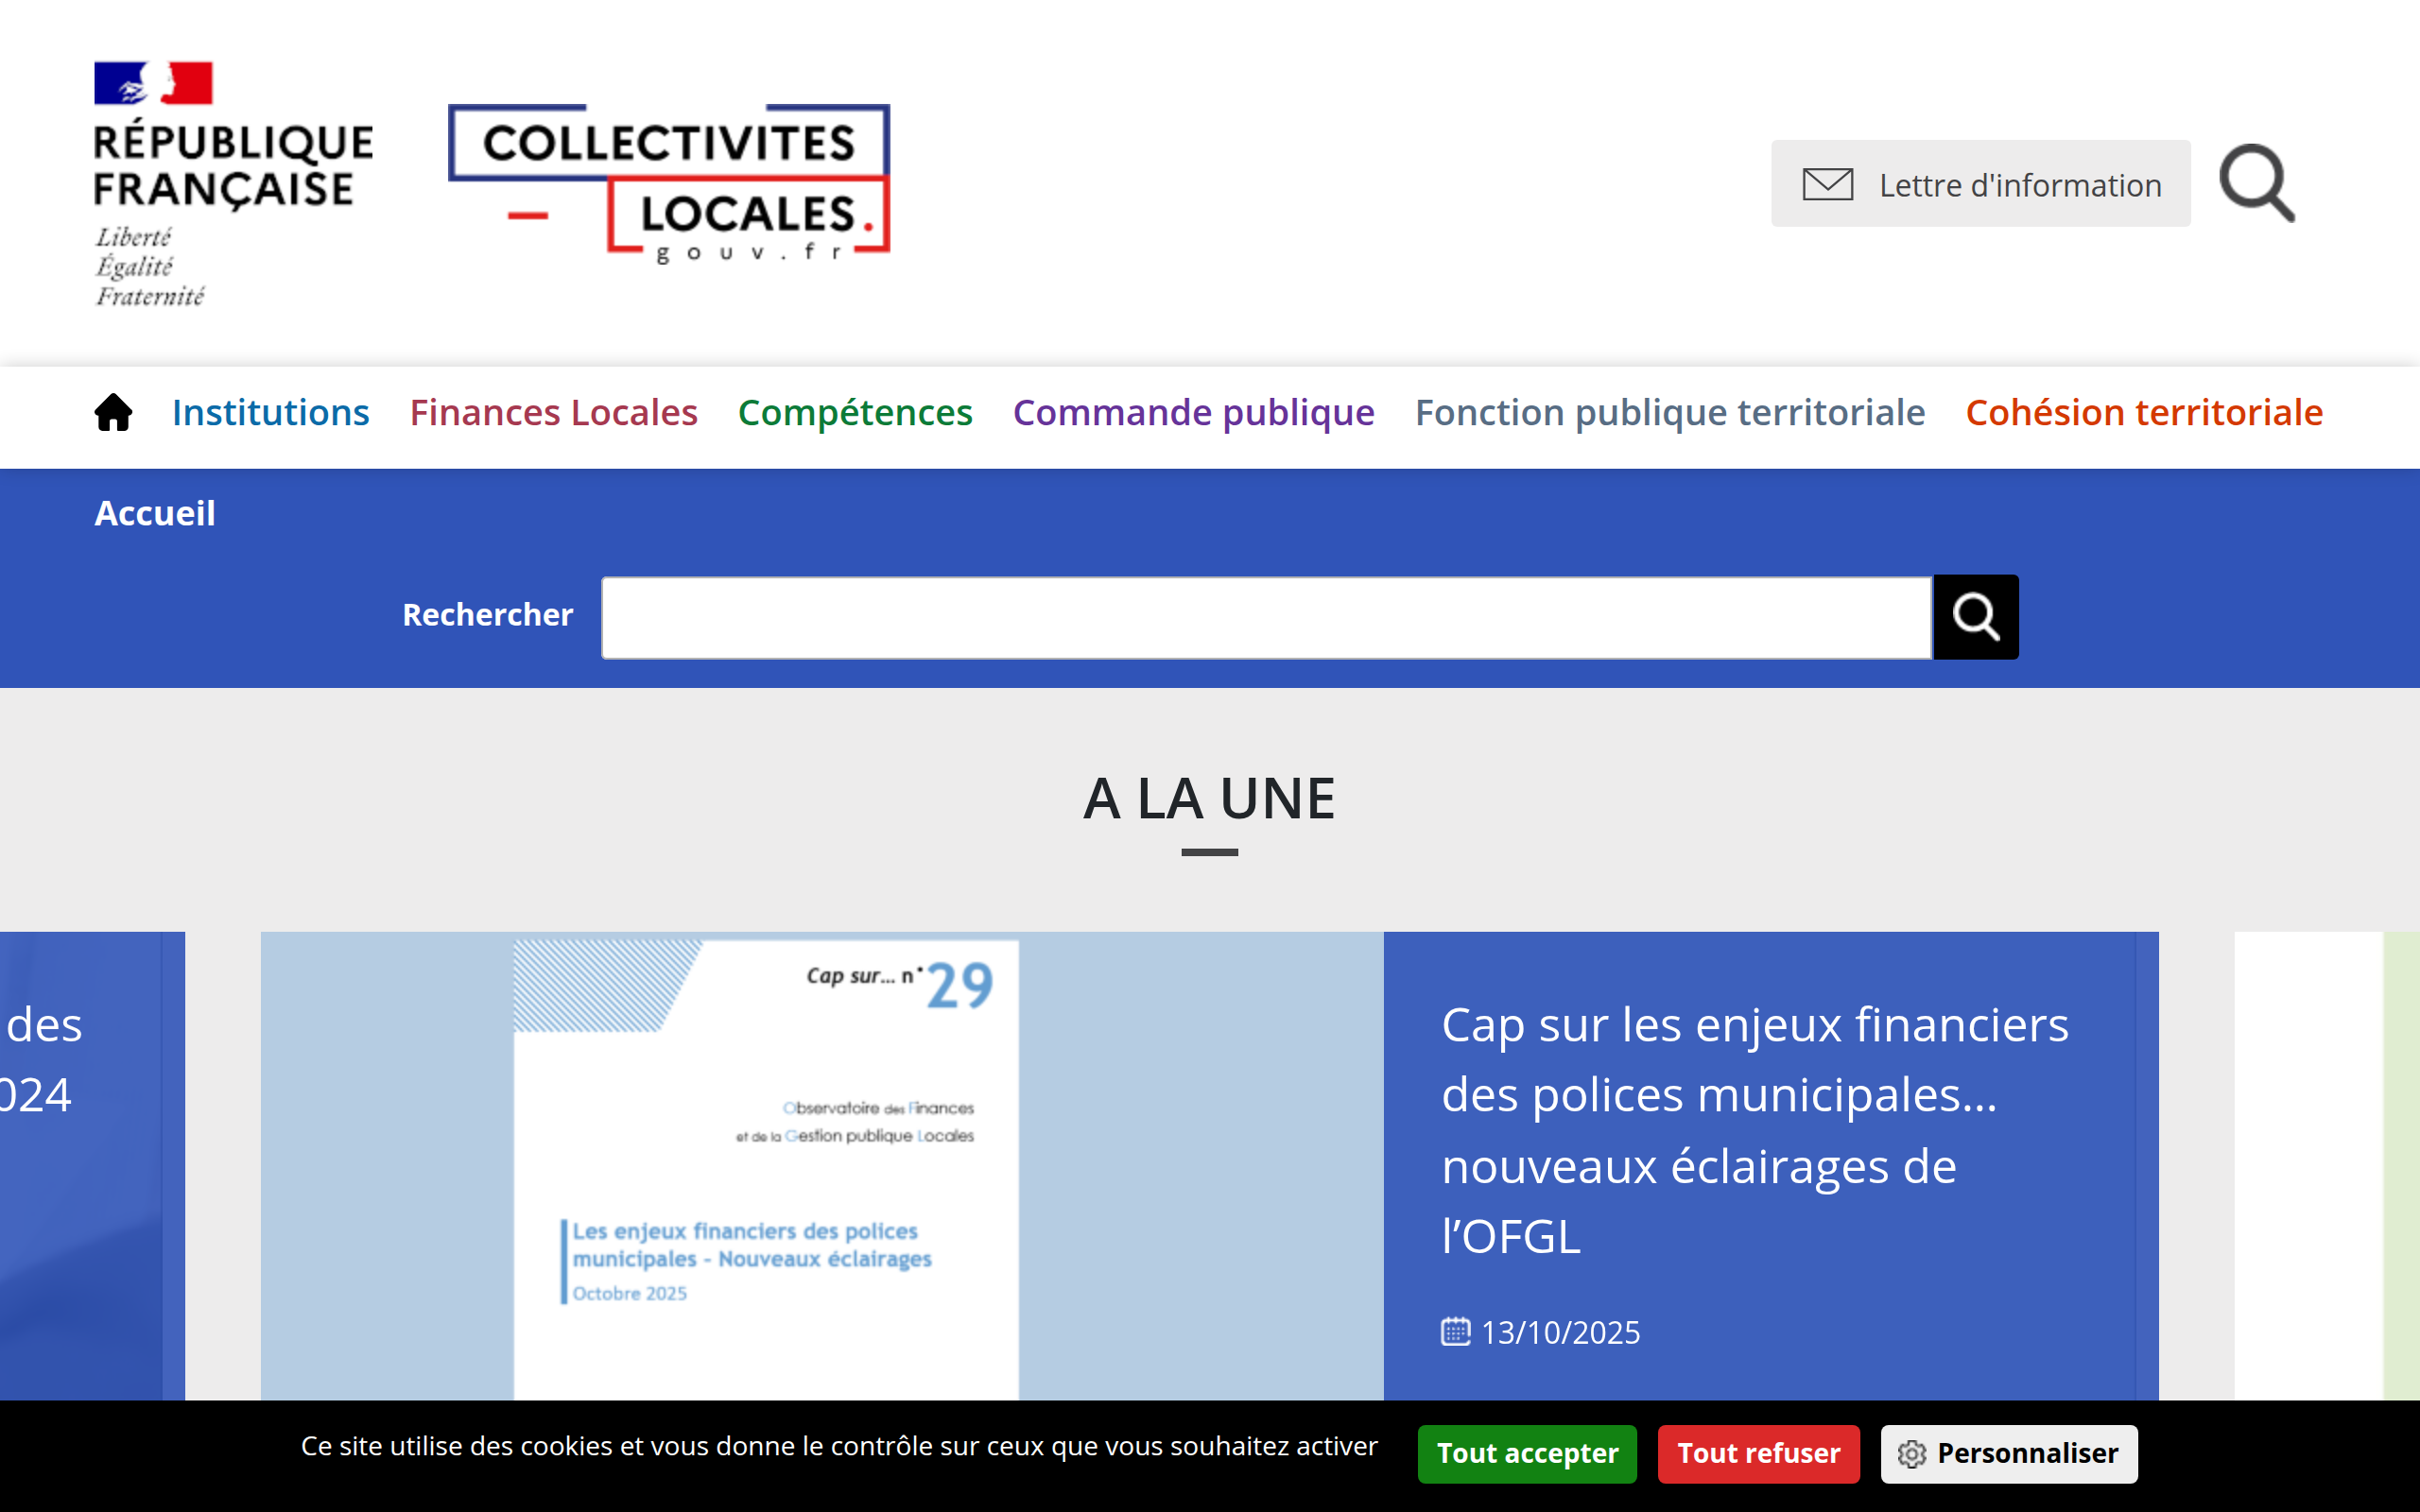 RÉPUBLIQUE
FRANÇAISE
Liberté
Égalité
Fraternité
COLLECTIVITES
LOCALES.
gouv.fr
Lettre d'information
Institutions
Finances Locales
Compétences
Commande publique
Fonction publique territoriale
Cohésion territoriale
Accueil
Rechercher
A LA UNE
des
024
Cap sur... n°29
Observatoire des Finances
et de la Gestion publique Locales
Les enjeux financiers des polices
municipales - Nouveaux éclairages
Octobre 2025
Cap sur les enjeux financiers
des polices municipales...
nouveaux éclairages de
l’OFGL
13/10/2025
Ce site utilise des cookies et vous donne le contrôle sur ceux que vous souhaitez activer
Tout accepter
Tout refuser
Personnaliser